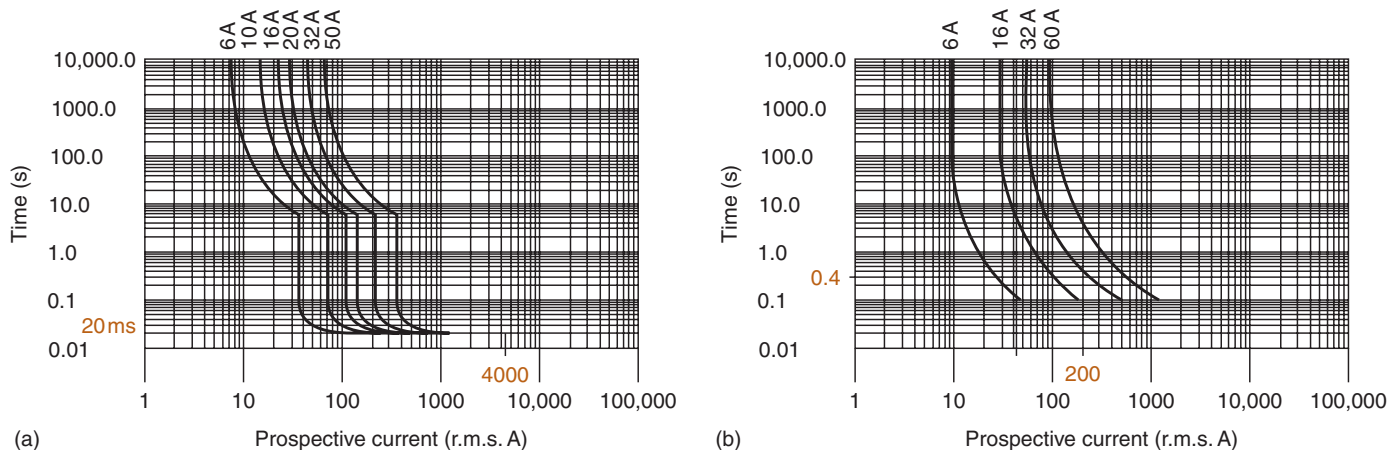 6 A
10 A
16 A
20 A
32 A
50 A
10,000.0
1000.0
100.0
10.0
1.0
0.1
20 ms
0.01
Time (s)
4000
1 10 100 1000 10,000 100,000
(a) Prospective current (r.m.s. A)
6 A
16 A
32 A
60 A
10,000.0
1000.0
100.0
10.0
1.0
0.4
0.1
0.01
Time (s)
200
1 10 100 1000 10,000 100,000
(b) Prospective current (r.m.s. A)